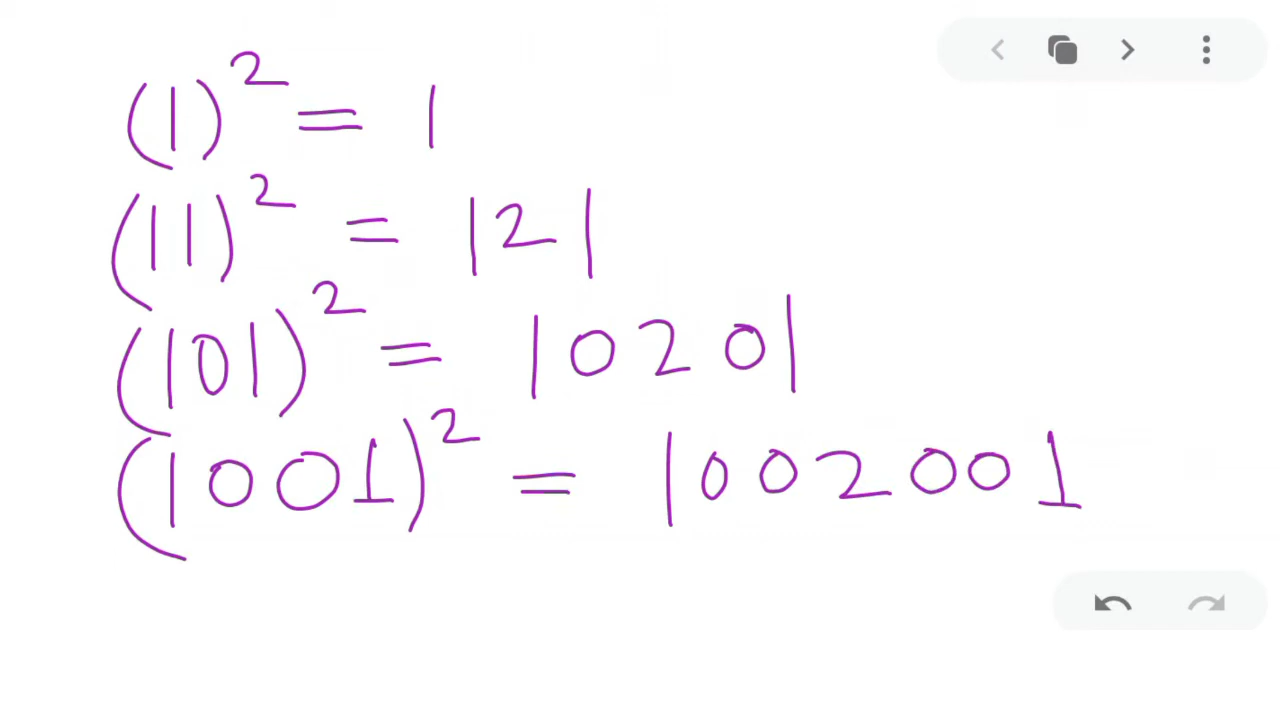 (1)² = 1
(11)² = 121
(101)² = 10201
(1001)² = 1002001